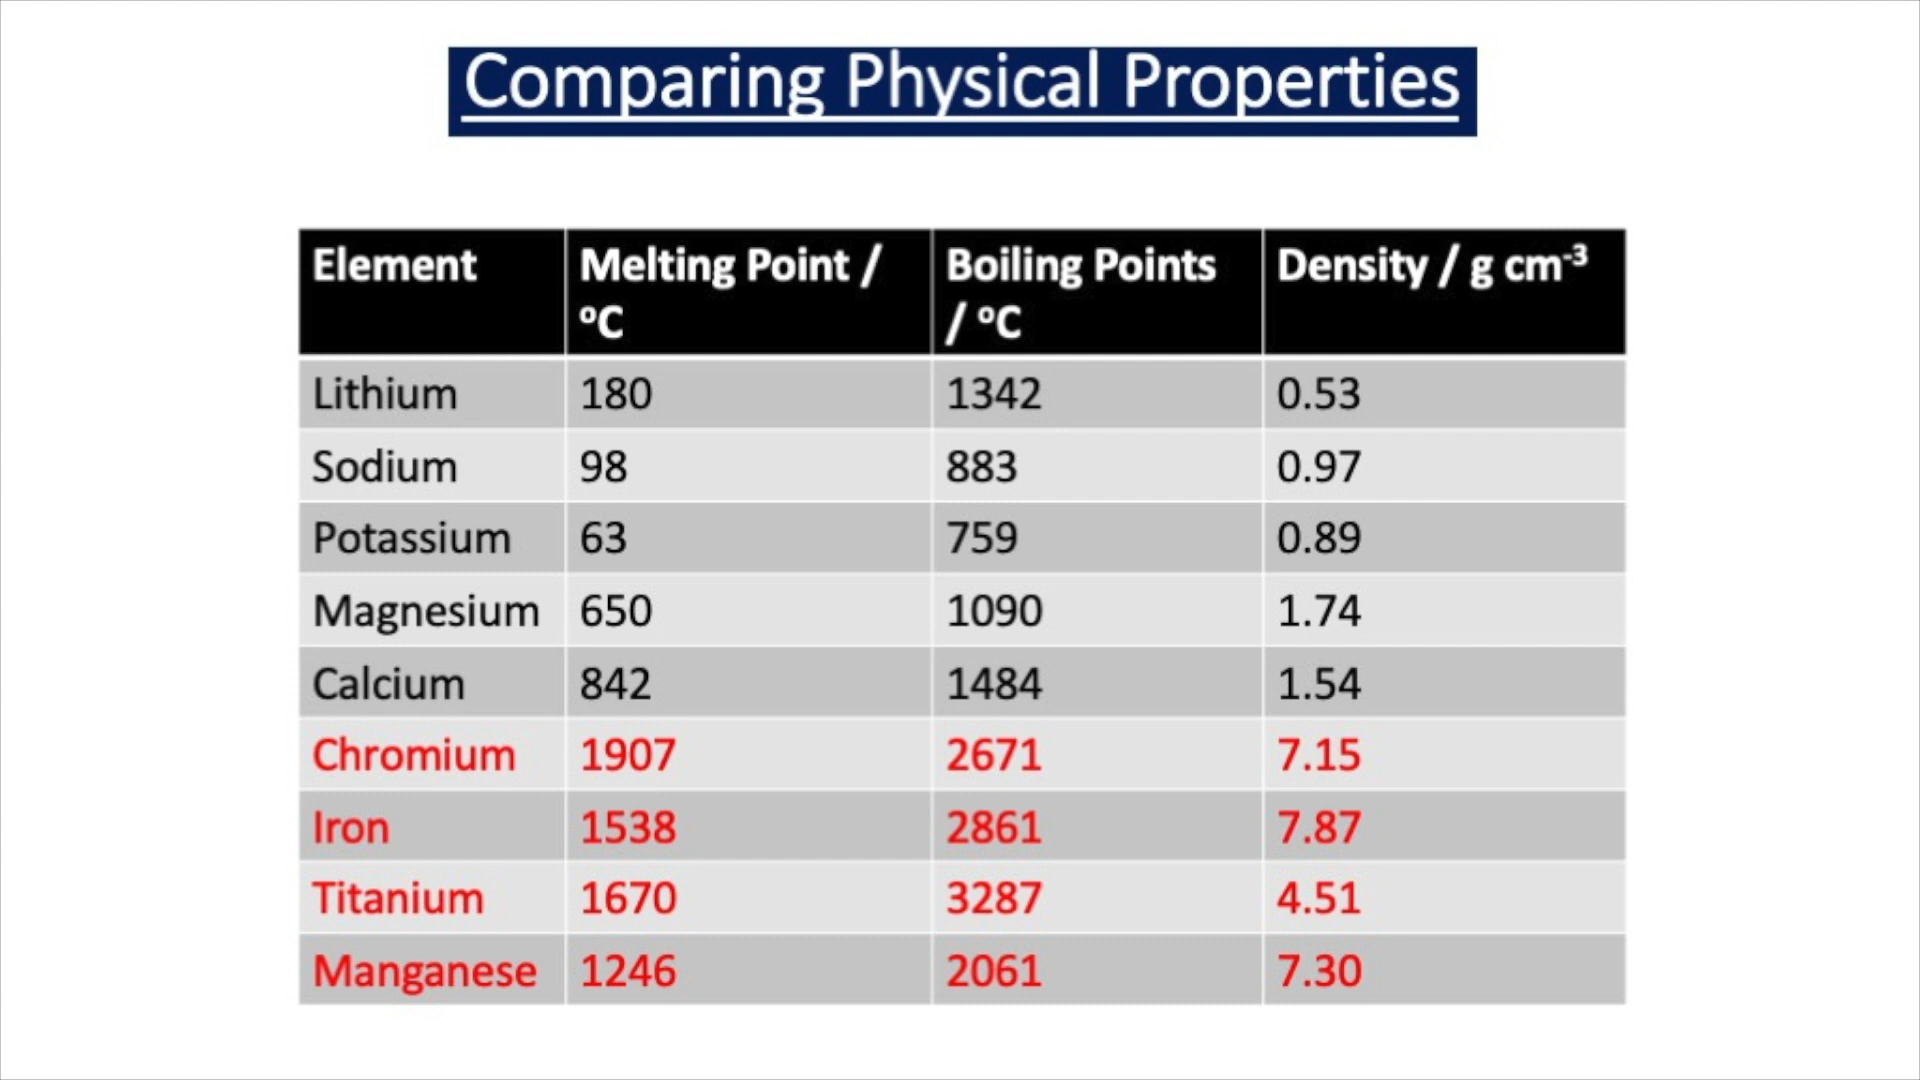 Comparing Physical Properties
Element Melting Point / Boiling Points Density / g cm⁻³
ºC / ºC
Lithium 180 1342 0.53
Sodium 98 883 0.97
Potassium 63 759 0.89
Magnesium 650 1090 1.74
Calcium 842 1484 1.54
Chromium 1907 2671 7.15
Iron 1538 2861 7.87
Titanium 1670 3287 4.51
Manganese 1246 2061 7.30